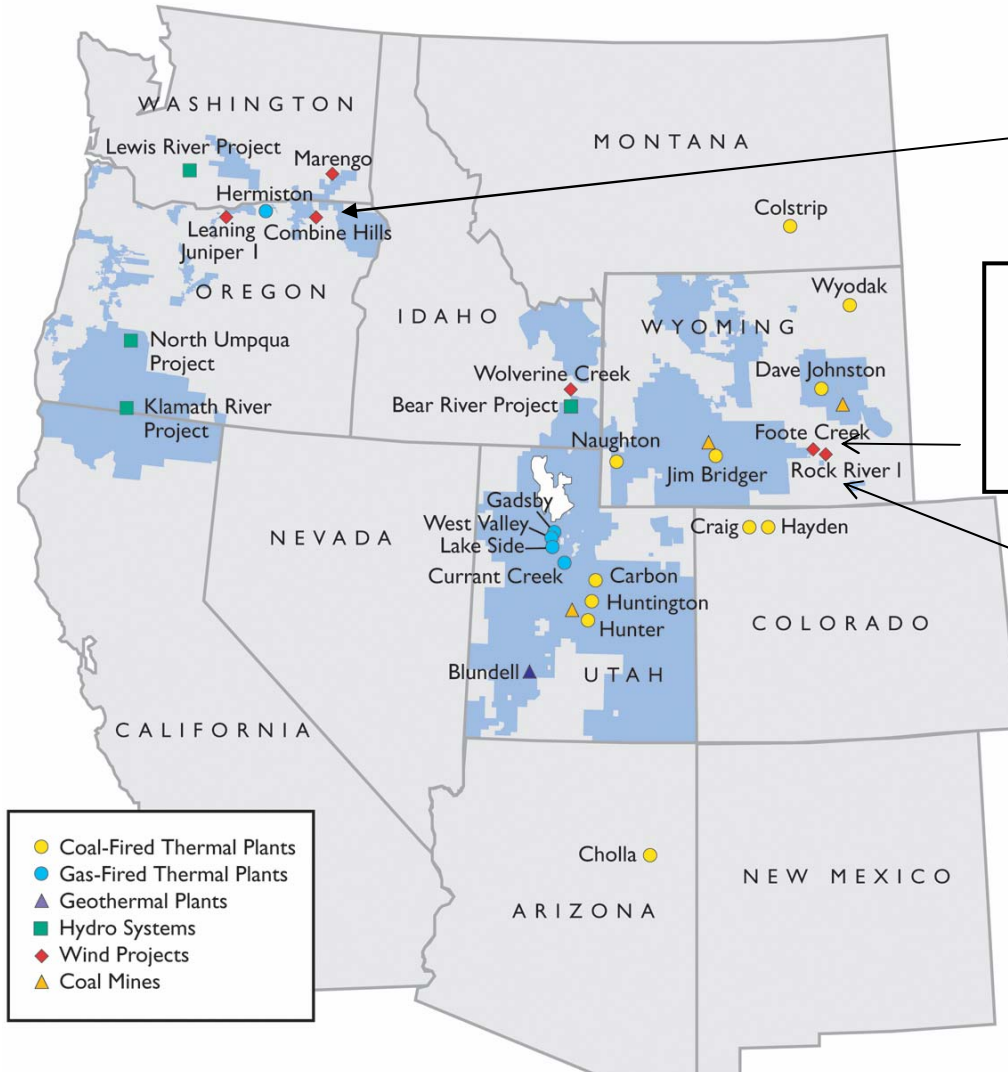 WASHINGTON
Lewis River Project
Marengo
Hermiston
Leaning
Juniper 1
Combine Hills
OREGON
MONTANA
Colstrip
IDAHO
Wyodak
WYOMING
North Umpqua
Project
Wolverine Creek
Dave Johnston
Bear River Project
Klamath River
Project
Naughton
Foote Creek
Jim Bridger
Rock River I
Gadsby
West Valley
Lake Side
NEVADA
Craig
Hayden
Currant Creek
Carbon
Huntington
Hunter
COLORADO
Blundell
UTAH
CALIFORNIA
Cholla
ARIZONA
NEW MEXICO
Coal-Fired Thermal Plants
Gas-Fired Thermal Plants
Geothermal Plants
Hydro Systems
Wind Projects
Coal Mines